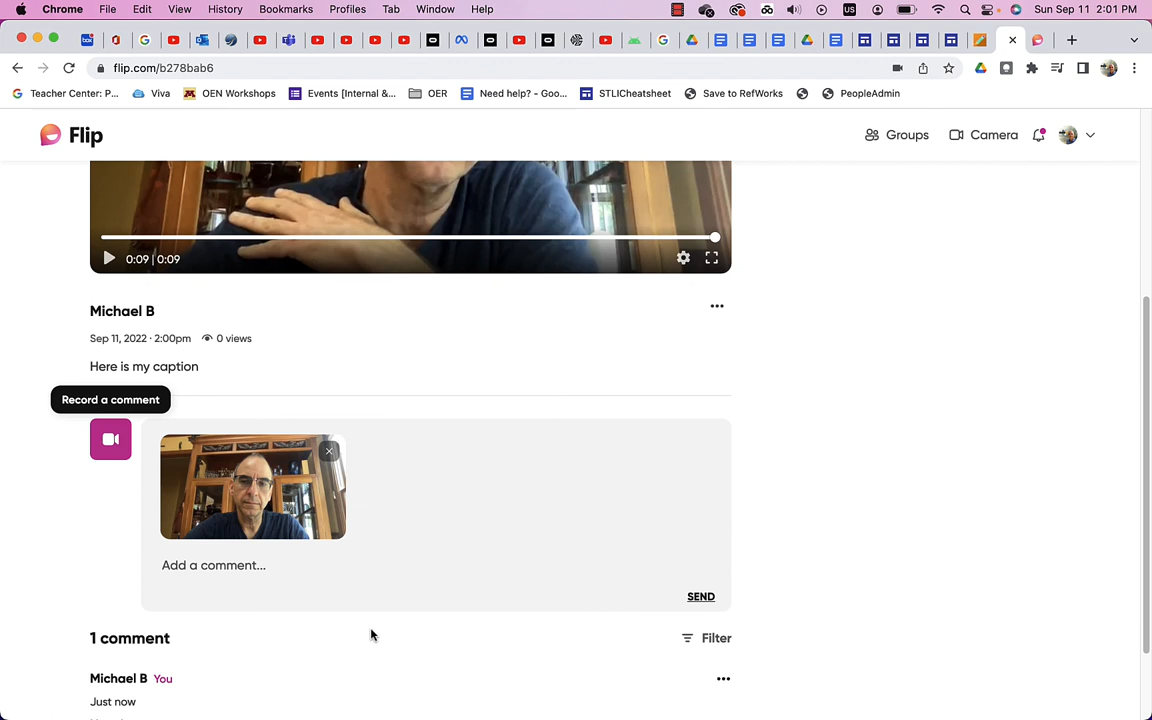 Chrome File Edit View History Bookmarks Profiles Tab Window Help US Sun Sep 11 2:01 PM
flip.com/b278bab6
Teacher Center: P... Viva OEN Workshops Events [Internal &... OER Need help? - Goo... STLICheatsheet Save to RefWorks PeopleAdmin
Flip Groups Camera
0:09 | 0:09
Michael B
Sep 11, 2022 · 2:00pm 0 views
Here is my caption
Record a comment
Add a comment...
SEND
1 comment Filter
Michael B You
Just now